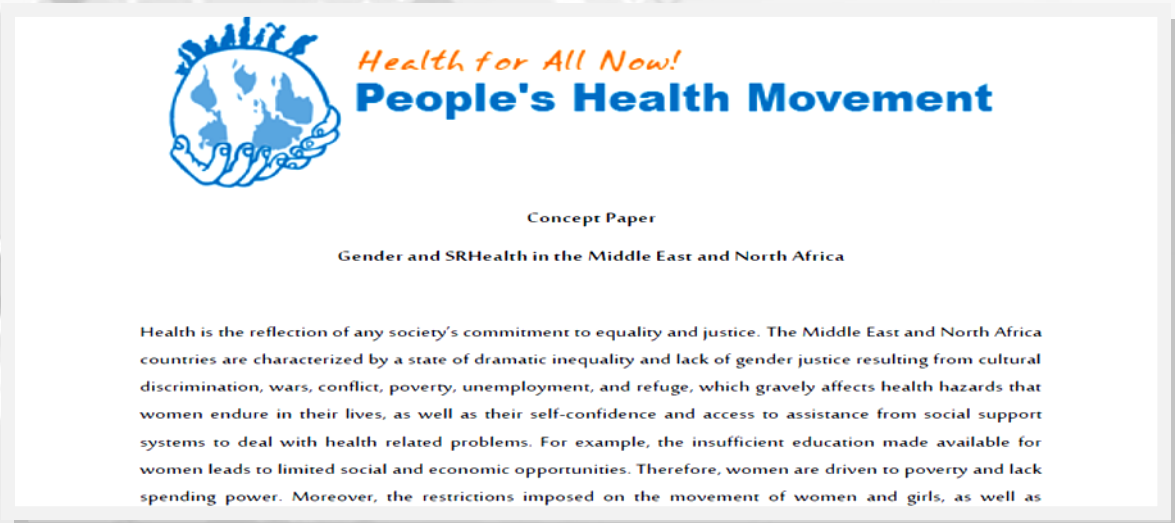 Health for All Now!
People's Health Movement
Concept Paper
Gender and SRHealth in the Middle East and North Africa
Health is the reflection of any society's commitment to equality and justice. The Middle East and North Africa
countries are characterized by a state of dramatic inequality and lack of gender justice resulting from cultural
discrimination, wars, conflict, poverty, unemployment, and refuge, which gravely affects health hazards that
women endure in their lives, as well as their self-confidence and access to assistance from social support
systems to deal with health related problems. For example, the insufficient education made available for
women leads to limited social and economic opportunities. Therefore, women are driven to poverty and lack
spending power. Moreover, the restrictions imposed on the movement of women and girls, as well as